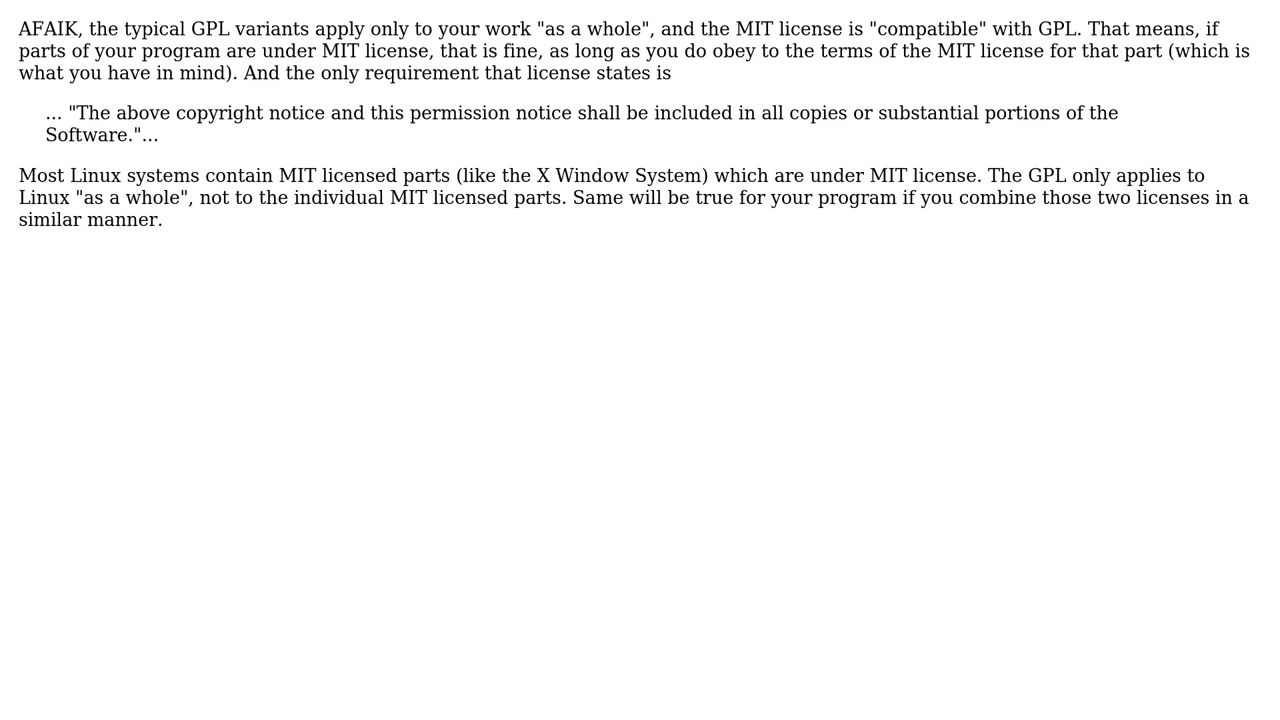 AFAIK, the typical GPL variants apply only to your work "as a whole", and the MIT license is "compatible" with GPL. That means, if
parts of your program are under MIT license, that is fine, as long as you do obey to the terms of the MIT license for that part (which is
what you have in mind). And the only requirement that license states is
... "The above copyright notice and this permission notice shall be included in all copies or substantial portions of the
Software."...
Most Linux systems contain MIT licensed parts (like the X Window System) which are under MIT license. The GPL only applies to
Linux "as a whole", not to the individual MIT licensed parts. Same will be true for your program if you combine those two licenses in a
similar manner.